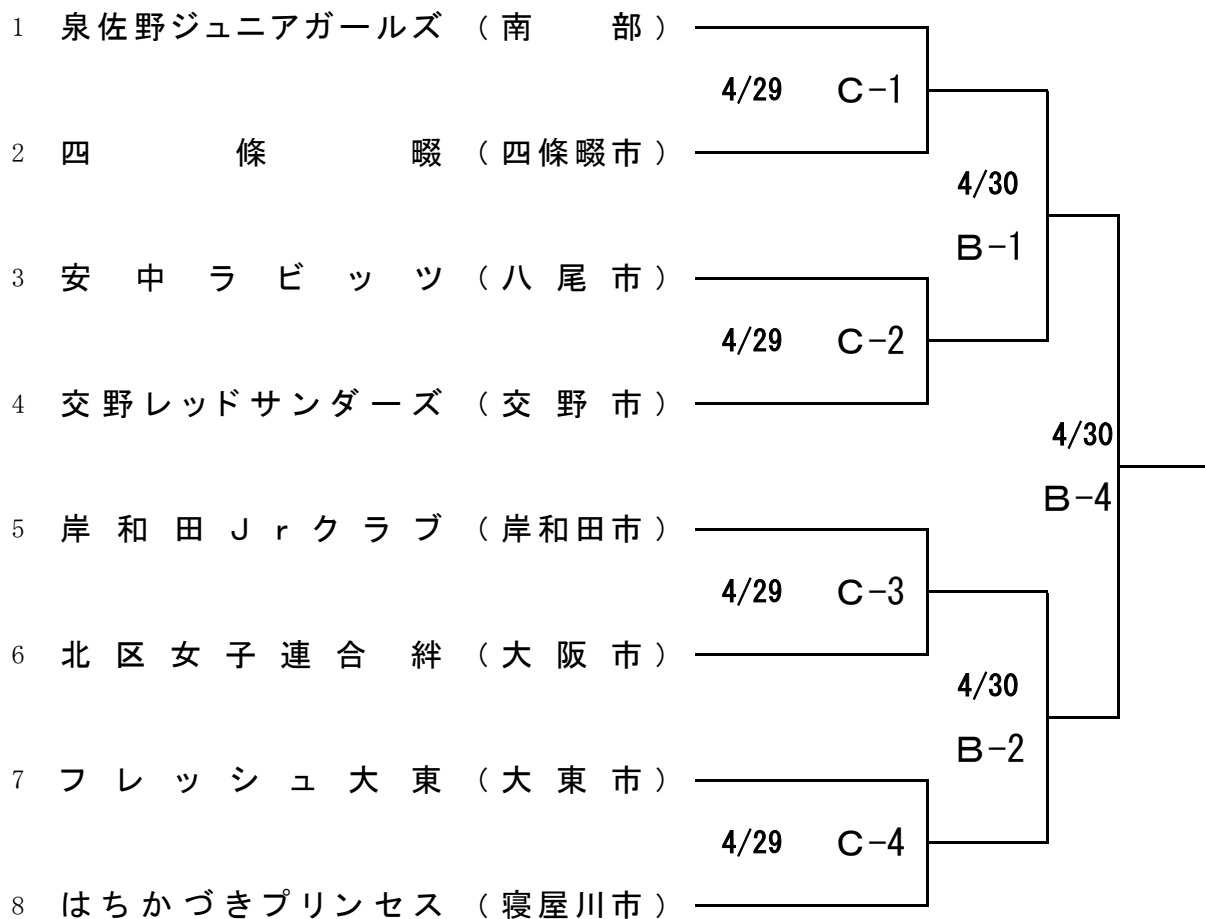 1 泉佐野ジュニアガールズ （南部）
4/29 C-1
2 四條畷 （四條畷市）
4/30
B-1
3 安中ラビッツ （八尾市）
4/29 C-2
4 交野レッドサンダーズ （交野市）
4/30
B-4
5 岸和田Jrクラブ （岸和田市）
4/29 C-3
6 北区女子連合 絆 （大阪市）
4/30
B-2
7 フレッシュ大東 （大東市）
4/29 C-4
8 はちかづきプリンセス （寝屋川市）